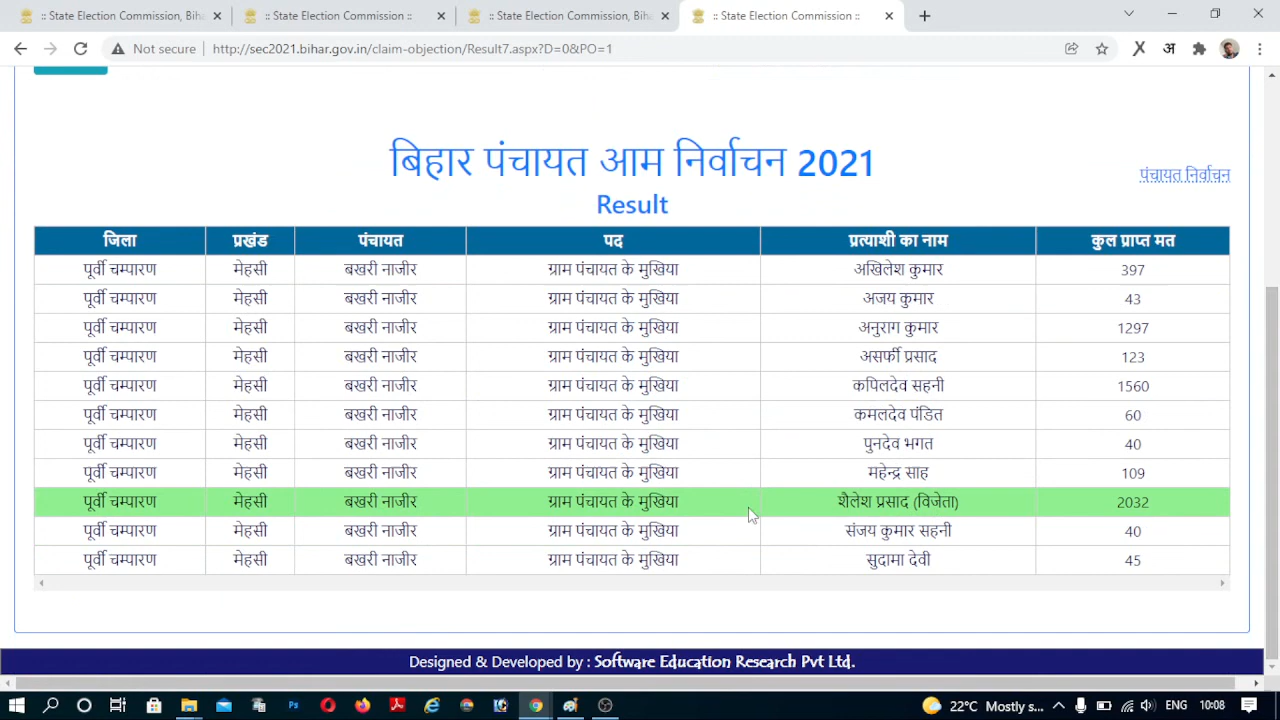 :: State Election Commission, Biha
:: State Election Commission ::
:: State Election Commission, Biha
:: State Election Commission ::
Not secure | http://sec2021.bihar.gov.in/claim-objection/Result7.aspx?D=0&PO=1
बिहार पंचायत आम निर्वाचन 2021
पंचायत निर्वाचन
Result
जिला प्रखंड पंचायत पद प्रत्याशी का नाम कुल प्राप्त मत
पूर्वी चम्पारण मेहसी बखरी नाजीर ग्राम पंचायत के मुखिया अखिलेश कुमार 397
पूर्वी चम्पारण मेहसी बखरी नाजीर ग्राम पंचायत के मुखिया अजय कुमार 43
पूर्वी चम्पारण मेहसी बखरी नाजीर ग्राम पंचायत के मुखिया अनुराग कुमार 1297
पूर्वी चम्पारण मेहसी बखरी नाजीर ग्राम पंचायत के मुखिया असर्फी प्रसाद 123
पूर्वी चम्पारण मेहसी बखरी नाजीर ग्राम पंचायत के मुखिया कपिलदेव सहनी 1560
पूर्वी चम्पारण मेहसी बखरी नाजीर ग्राम पंचायत के मुखिया कमलदेव पंडित 60
पूर्वी चम्पारण मेहसी बखरी नाजीर ग्राम पंचायत के मुखिया पुनदेव भगत 40
पूर्वी चम्पारण मेहसी बखरी नाजीर ग्राम पंचायत के मुखिया महेन्द्र साह 109
पूर्वी चम्पारण मेहसी बखरी नाजीर ग्राम पंचायत के मुखिया शैलेश प्रसाद (विजेता) 2032
पूर्वी चम्पारण मेहसी बखरी नाजीर ग्राम पंचायत के मुखिया संजय कुमार सहनी 40
पूर्वी चम्पारण मेहसी बखरी नाजीर ग्राम पंचायत के मुखिया सुदामा देवी 45
Designed & Developed by : Software Education Research Pvt Ltd.
22°C Mostly s... ENG 10:08